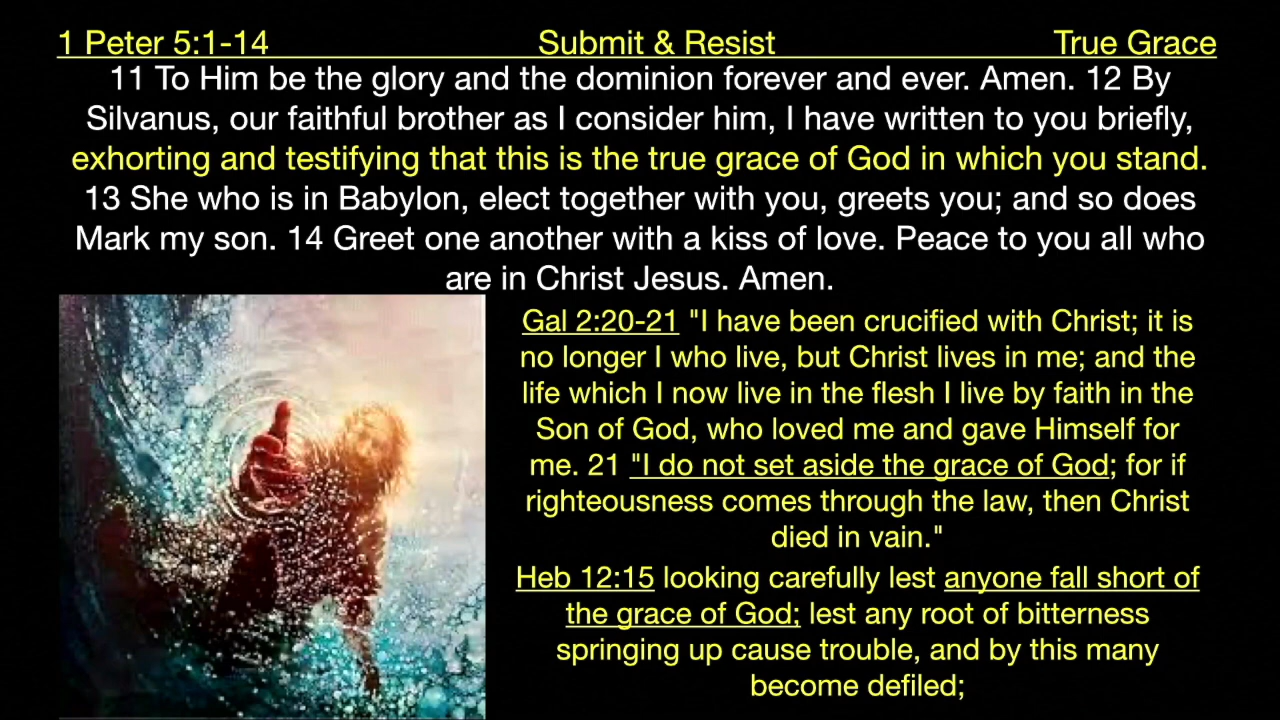 1 Peter 5:1-14 Submit & Resist True Grace
11 To Him be the glory and the dominion forever and ever. Amen. 12 By
Silvanus, our faithful brother as I consider him, I have written to you briefly,
exhorting and testifying that this is the true grace of God in which you stand.
13 She who is in Babylon, elect together with you, greets you; and so does
Mark my son. 14 Greet one another with a kiss of love. Peace to you all who
are in Christ Jesus. Amen.
Gal 2:20-21 "I have been crucified with Christ; it is
no longer I who live, but Christ lives in me; and the
life which I now live in the flesh I live by faith in the
Son of God, who loved me and gave Himself for
me. 21 "I do not set aside the grace of God; for if
righteousness comes through the law, then Christ
died in vain."
Heb 12:15 looking carefully lest anyone fall short of
the grace of God; lest any root of bitterness
springing up cause trouble, and by this many
become defiled;